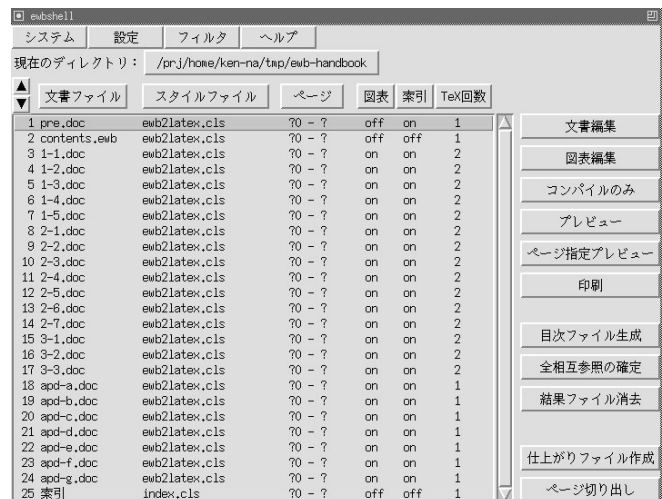 ewbshell
システム 設定 フィルタ ヘルプ
現在のディレクトリ: /prj/home/ken-na/tmp/ewb-handbook
文書ファイル スタイルファイル ページ 図表 索引 TeX回数
1 pre.doc ewb2latex.cls ?0 - ? off on 1
2 contents.ewb ewb2latex.cls ?0 - ? off off 1
3 1-1.doc ewb2latex.cls ?0 - ? on on 2
4 1-2.doc ewb2latex.cls ?0 - ? on on 2
5 1-3.doc ewb2latex.cls ?0 - ? on on 2
6 1-4.doc ewb2latex.cls ?0 - ? on on 2
7 1-5.doc ewb2latex.cls ?0 - ? on on 2
8 2-1.doc ewb2latex.cls ?0 - ? on on 2
9 2-2.doc ewb2latex.cls ?0 - ? on on 2
10 2-3.doc ewb2latex.cls ?0 - ? on on 2
11 2-4.doc ewb2latex.cls ?0 - ? on on 2
12 2-5.doc ewb2latex.cls ?0 - ? on on 2
13 2-6.doc ewb2latex.cls ?0 - ? on on 2
14 2-7.doc ewb2latex.cls ?0 - ? on on 2
15 3-1.doc ewb2latex.cls ?0 - ? on on 2
16 3-2.doc ewb2latex.cls ?0 - ? on on 2
17 3-3.doc ewb2latex.cls ?0 - ? on on 2
18 apd-a.doc ewb2latex.cls ?0 - ? on on 1
19 apd-b.doc ewb2latex.cls ?0 - ? on on 1
20 apd-c.doc ewb2latex.cls ?0 - ? on on 1
21 apd-d.doc ewb2latex.cls ?0 - ? on on 1
22 apd-e.doc ewb2latex.cls ?0 - ? on on 1
23 apd-f.doc ewb2latex.cls ?0 - ? on on 1
24 apd-g.doc ewb2latex.cls ?0 - ? on on 1
25 索引 index.cls ?0 - ? off off 1
文書編集
図表編集
コンパイルのみ
プレビュー
ページ指定プレビュー
印刷
目次ファイル生成
全相互参照の確定
結果ファイル消去
仕上がりファイル作成
ページ切り出し